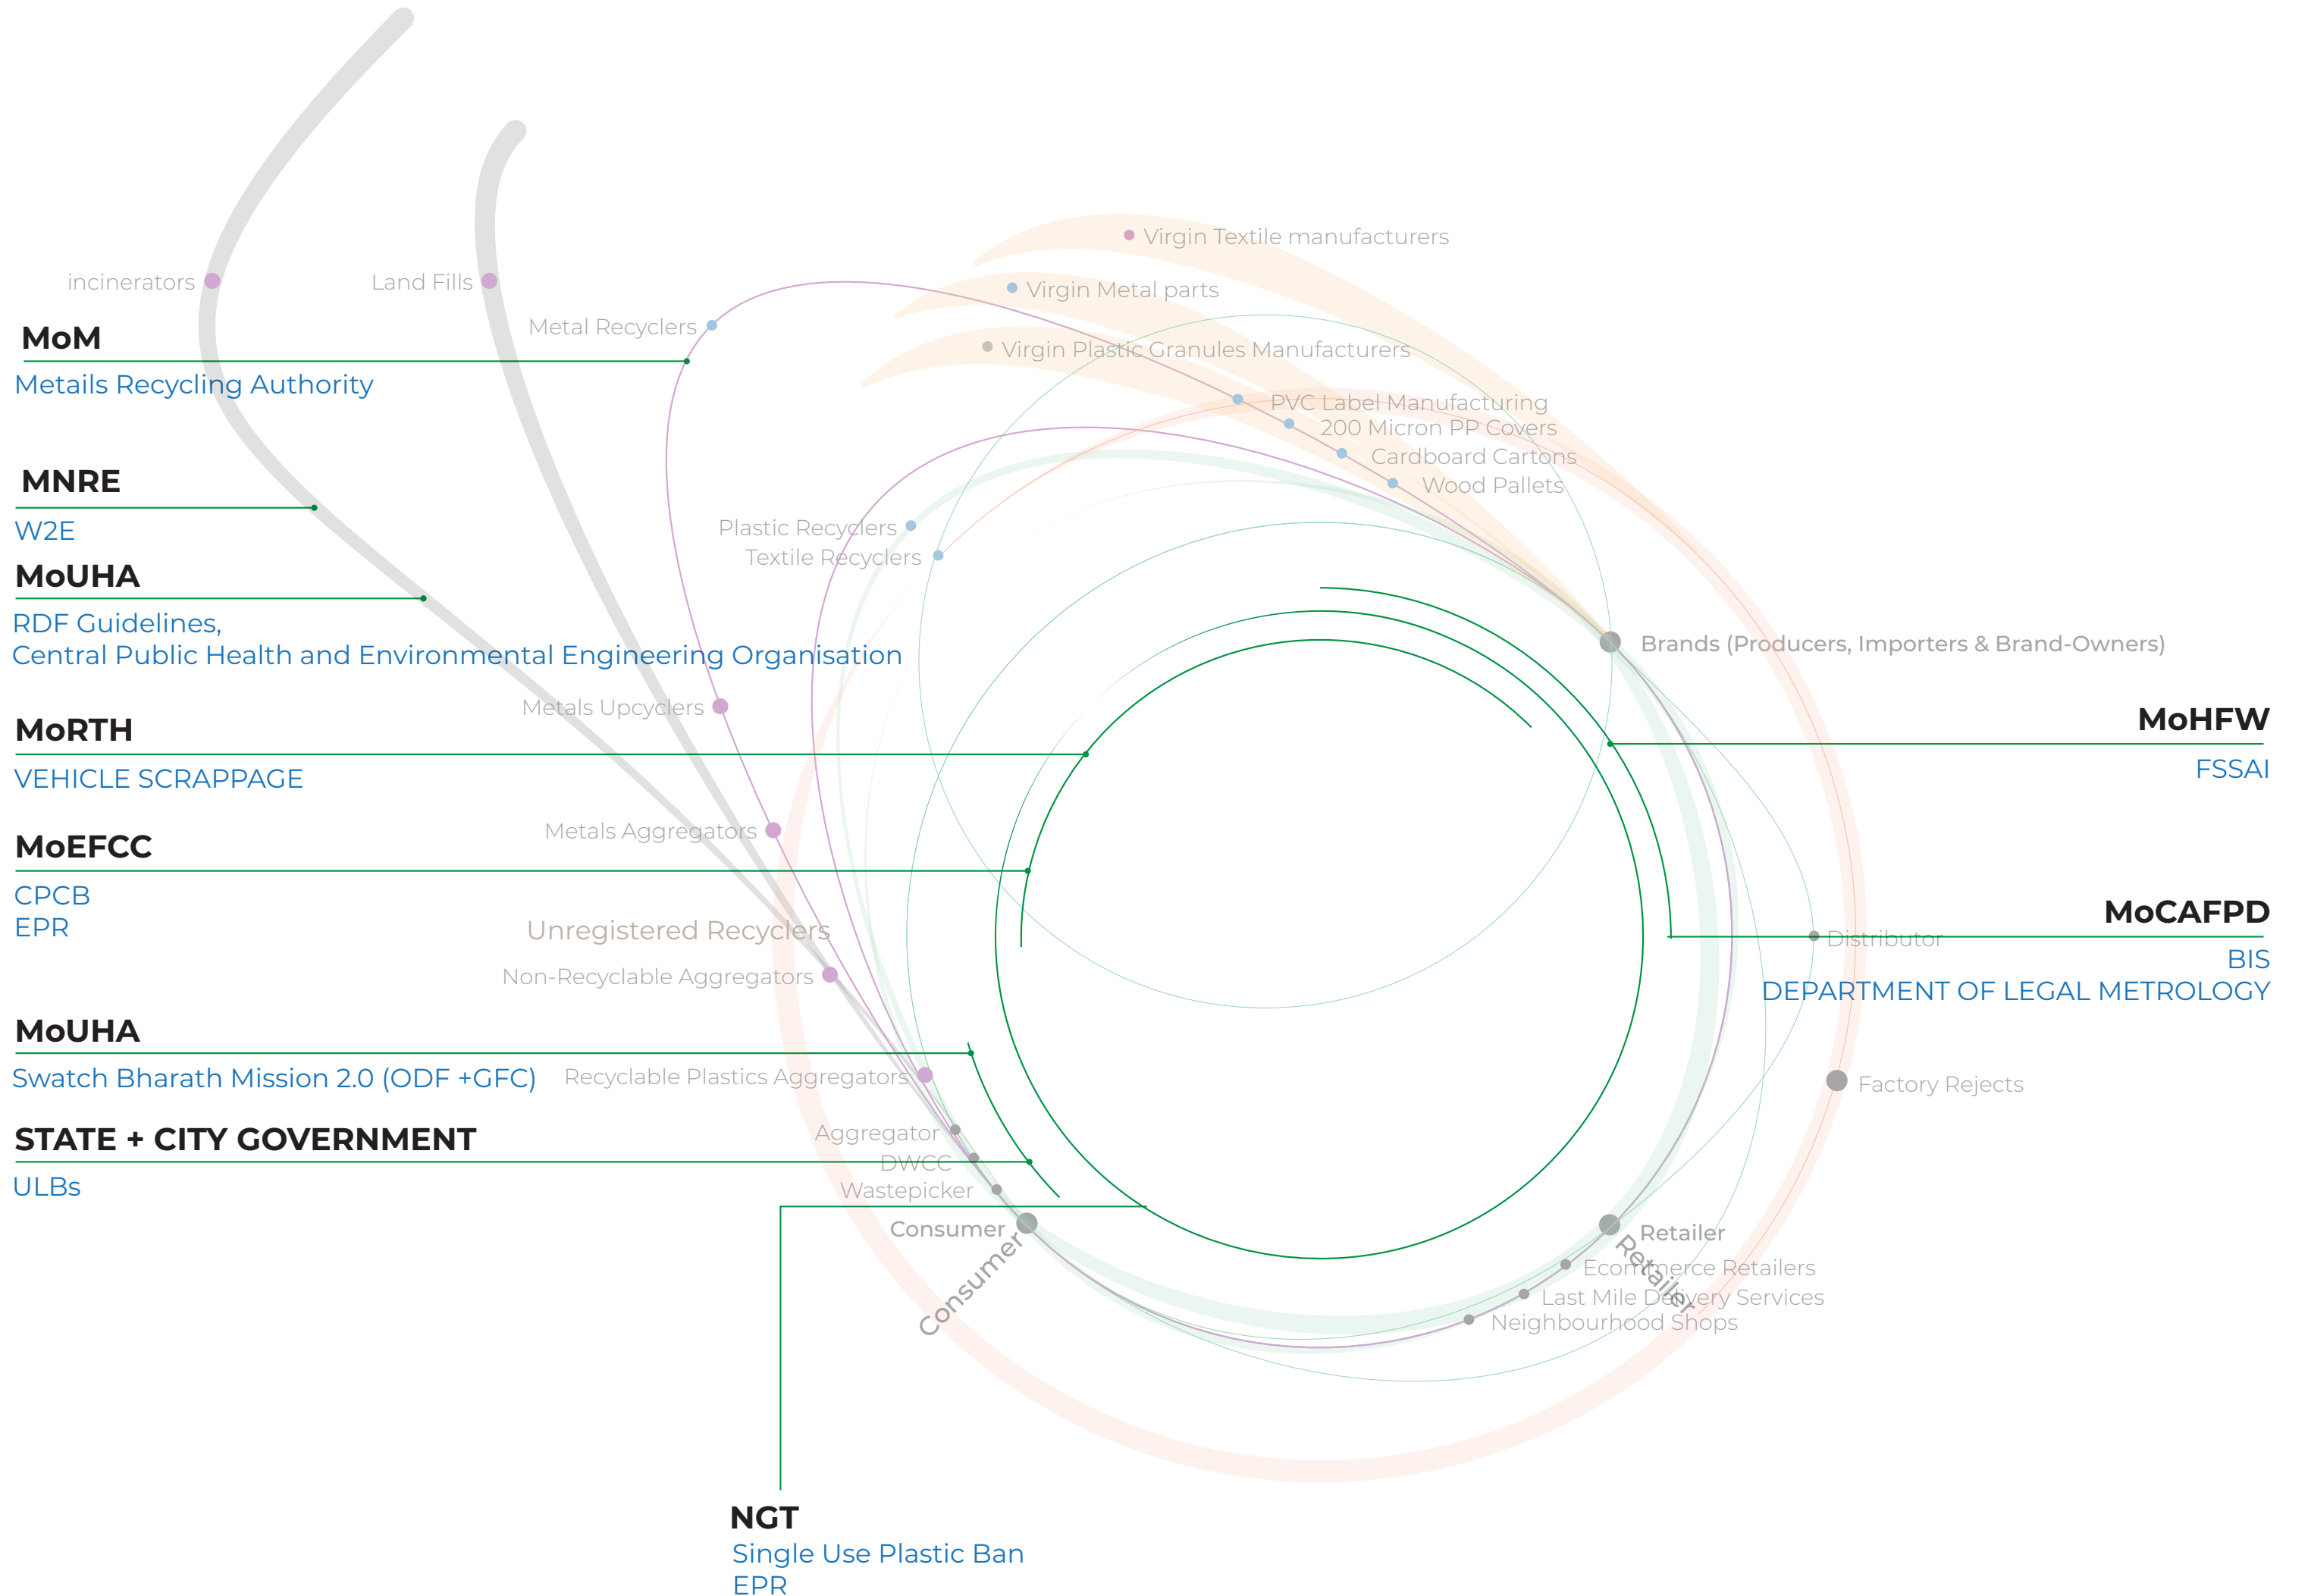 Virgin Textile manufacturers
incinerators
Land Fills
Virgin Metal parts
Metal Recyclers
MoM
Virgin Plastic Granules Manufacturers
Metails Recycling Authority
PVC Label Manufacturing
200 Micron PP Covers
Cardboard Cartons
MNRE
Wood Pallets
W2E
Plastic Recyclers
Textile Recyclers
MoUHA
RDF Guidelines,
Central Public Health and Environmental Engineering Organisation
Brands (Producers, Importers & Brand-Owners)
Metals Upcyclers
MoRTH
MoHFW
VEHICLE SCRAPPAGE
FSSAI
Metals Aggregators
MoEFCC
CPCB
EPR
Unregistered Recyclers
MoCAFPD
Distributor
BIS
DEPARTMENT OF LEGAL METROLOGY
Non-Recyclable Aggregators
MoUHA
Swatch Bharath Mission 2.0 (ODF +GFC)
Recyclable Plastics Aggregators
Factory Rejects
STATE + CITY GOVERNMENT
Aggregator
DWCC
ULBs
Wastepicker
Consumer
Consumer
Retailer
Retailer
Ecommerce Retailers
Last Mile Delivery Services
Neighbourhood Shops
NGT
Single Use Plastic Ban
EPR